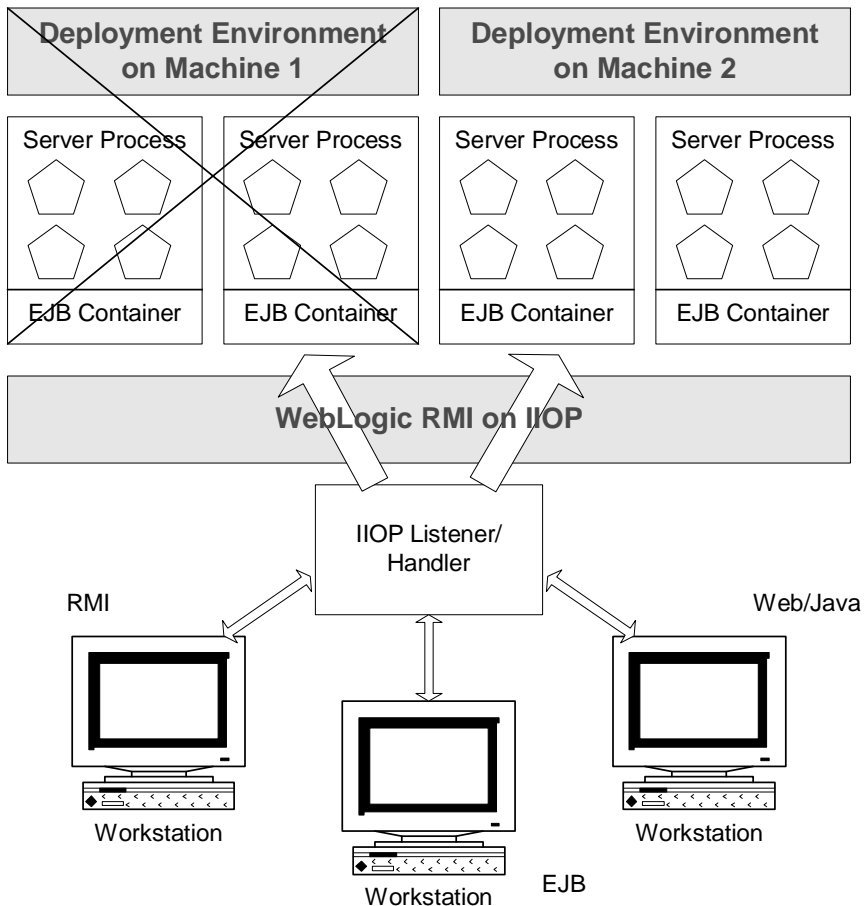 Deployment Environment
on Machine 1
Deployment Environment
on Machine 2
Server Process
Server Process
Server Process
Server Process
EJB Container
EJB Container
EJB Container
EJB Container
WebLogic RMI on IIOP
IIOP Listener/
Handler
RMI
Web/Java
Workstation
Workstation
Workstation
EJB